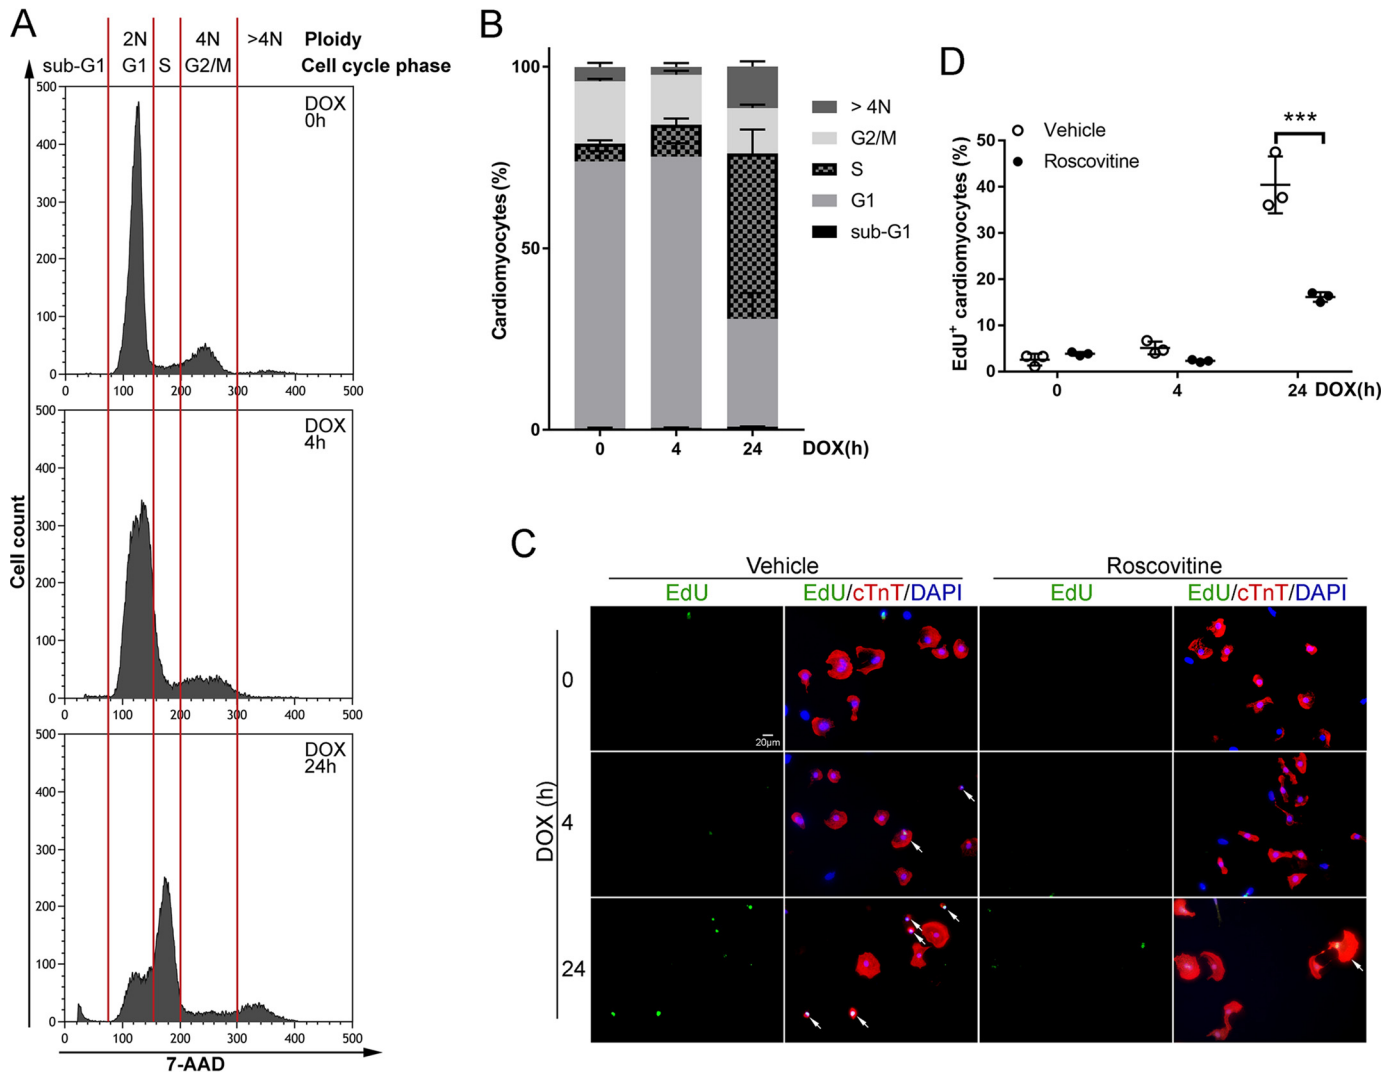 A
2N 4N >4N Ploidy
sub-G1 G1 S G2/M Cell cycle phase
500
400
300
200
100
0
DOX
0h
0 100 200 300 400 500
500
400
300
200
100
0
DOX
4h
0 100 200 300 400 500
500
400
300
200
100
0
DOX
24h
0 100 200 300 400 500
Cell count
7-AAD
B
Cardiomyocytes (%)
100
50
0
0 4 24 DOX(h)
> 4N
G2/M
S
G1
sub-G1
D
EdU+ cardiomyocytes (%)
50
40
30
20
10
0
Vehicle
Roscovitine
***
0 4 24 DOX(h)
C
Vehicle Roscovitine
EdU EdU/cTnT/DAPI EdU EdU/cTnT/DAPI
DOX (h)
0
20μm
4
24